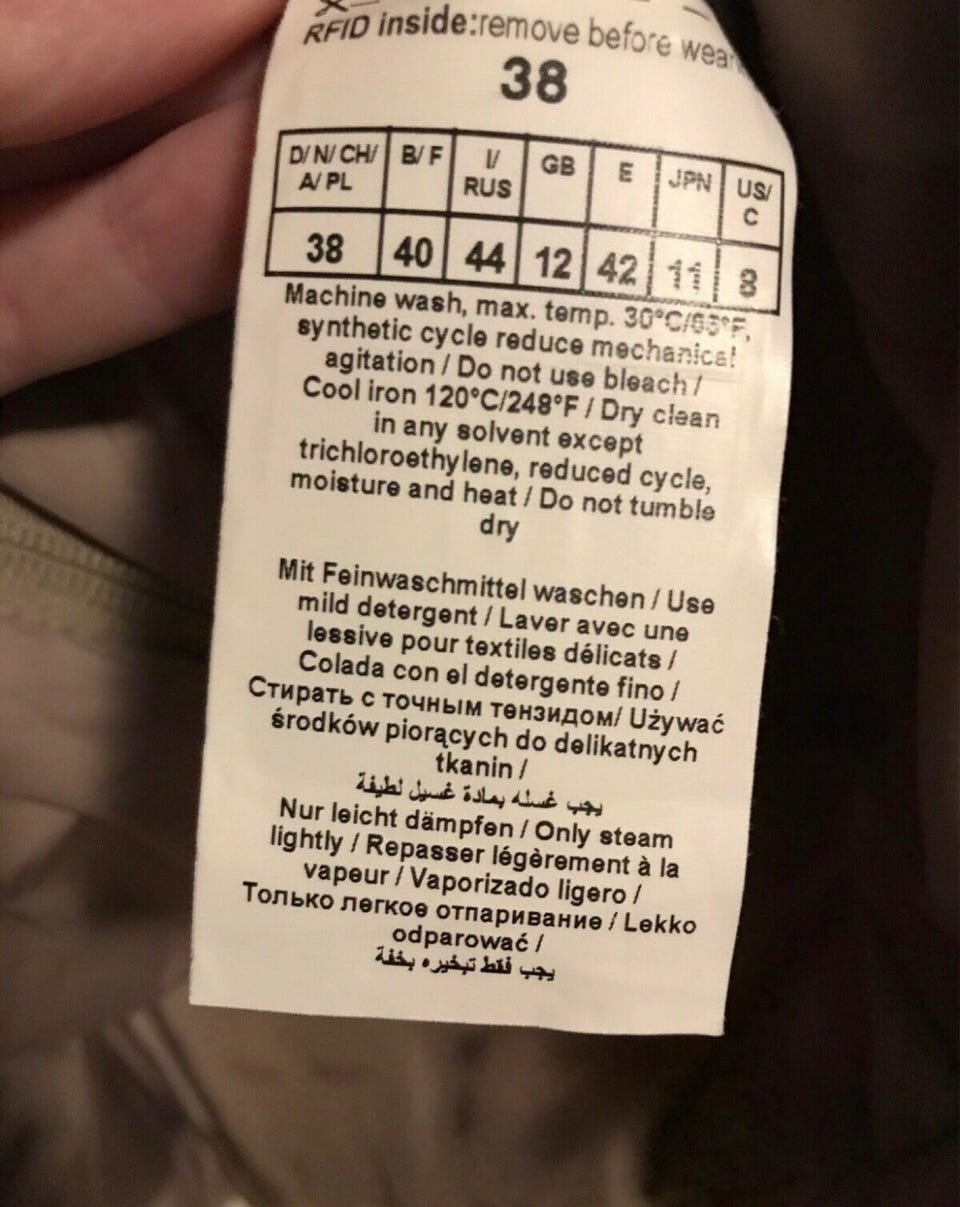 RFID inside:remove before wear
38
D/ N/ CH/ A/ PL B/ F I/ RUS GB E JPN US/ C
38 40 44 12 42 11 8
Machine wash, max. temp. 30°C/86°F,
synthetic cycle reduce mechanical
agitation / Do not use bleach /
Cool iron 120°C/248°F / Dry clean
in any solvent except
trichloroethylene, reduced cycle,
moisture and heat / Do not tumble
dry
Mit Feinwaschmittel waschen / Use
mild detergent / Laver avec une
lessive pour textiles délicats /
Colada con el detergente fino /
Стирать с точным тензидом/ Używać
środków piorących do delikatnych
tkanin /
يجب غسله بمادة غسيل لطيفة
Nur leicht dämpfen / Only steam
lightly / Repasser légèrement à la
vapeur / Vaporizado ligero /
Только легкое отпаривание / Lekko
odparować /
يجب فقط تبخيره بخفة